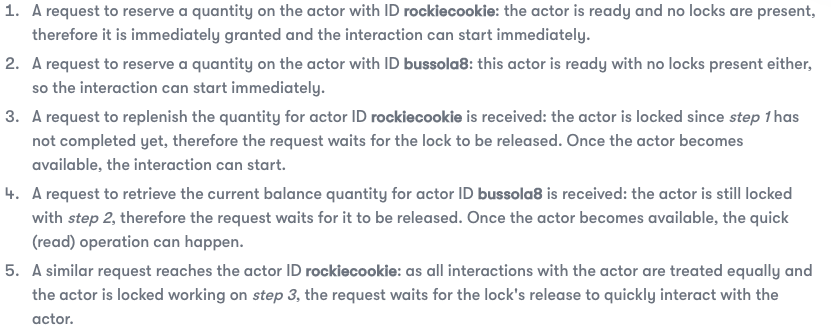 1. A request to reserve a quantity on the actor with ID rockiecookie: the actor is ready and no locks are present,
therefore it is immediately granted and the interaction can start immediately.
2. A request to reserve a quantity on the actor with ID bussola8: this actor is ready with no locks present either,
so the interaction can start immediately.
3. A request to replenish the quantity for actor ID rockiecookie is received: the actor is locked since step 1 has
not completed yet, therefore the request waits for the lock to be released. Once the actor becomes
available, the interaction can start.
4. A request to retrieve the current balance quantity for actor ID bussola8 is received: the actor is still locked
with step 2, therefore the request waits for it to be released. Once the actor becomes available, the quick
(read) operation can happen.
5. A similar request reaches the actor ID rockiecookie: as all interactions with the actor are treated equally and
the actor is locked working on step 3, the request waits for the lock's release to quickly interact with the
actor.